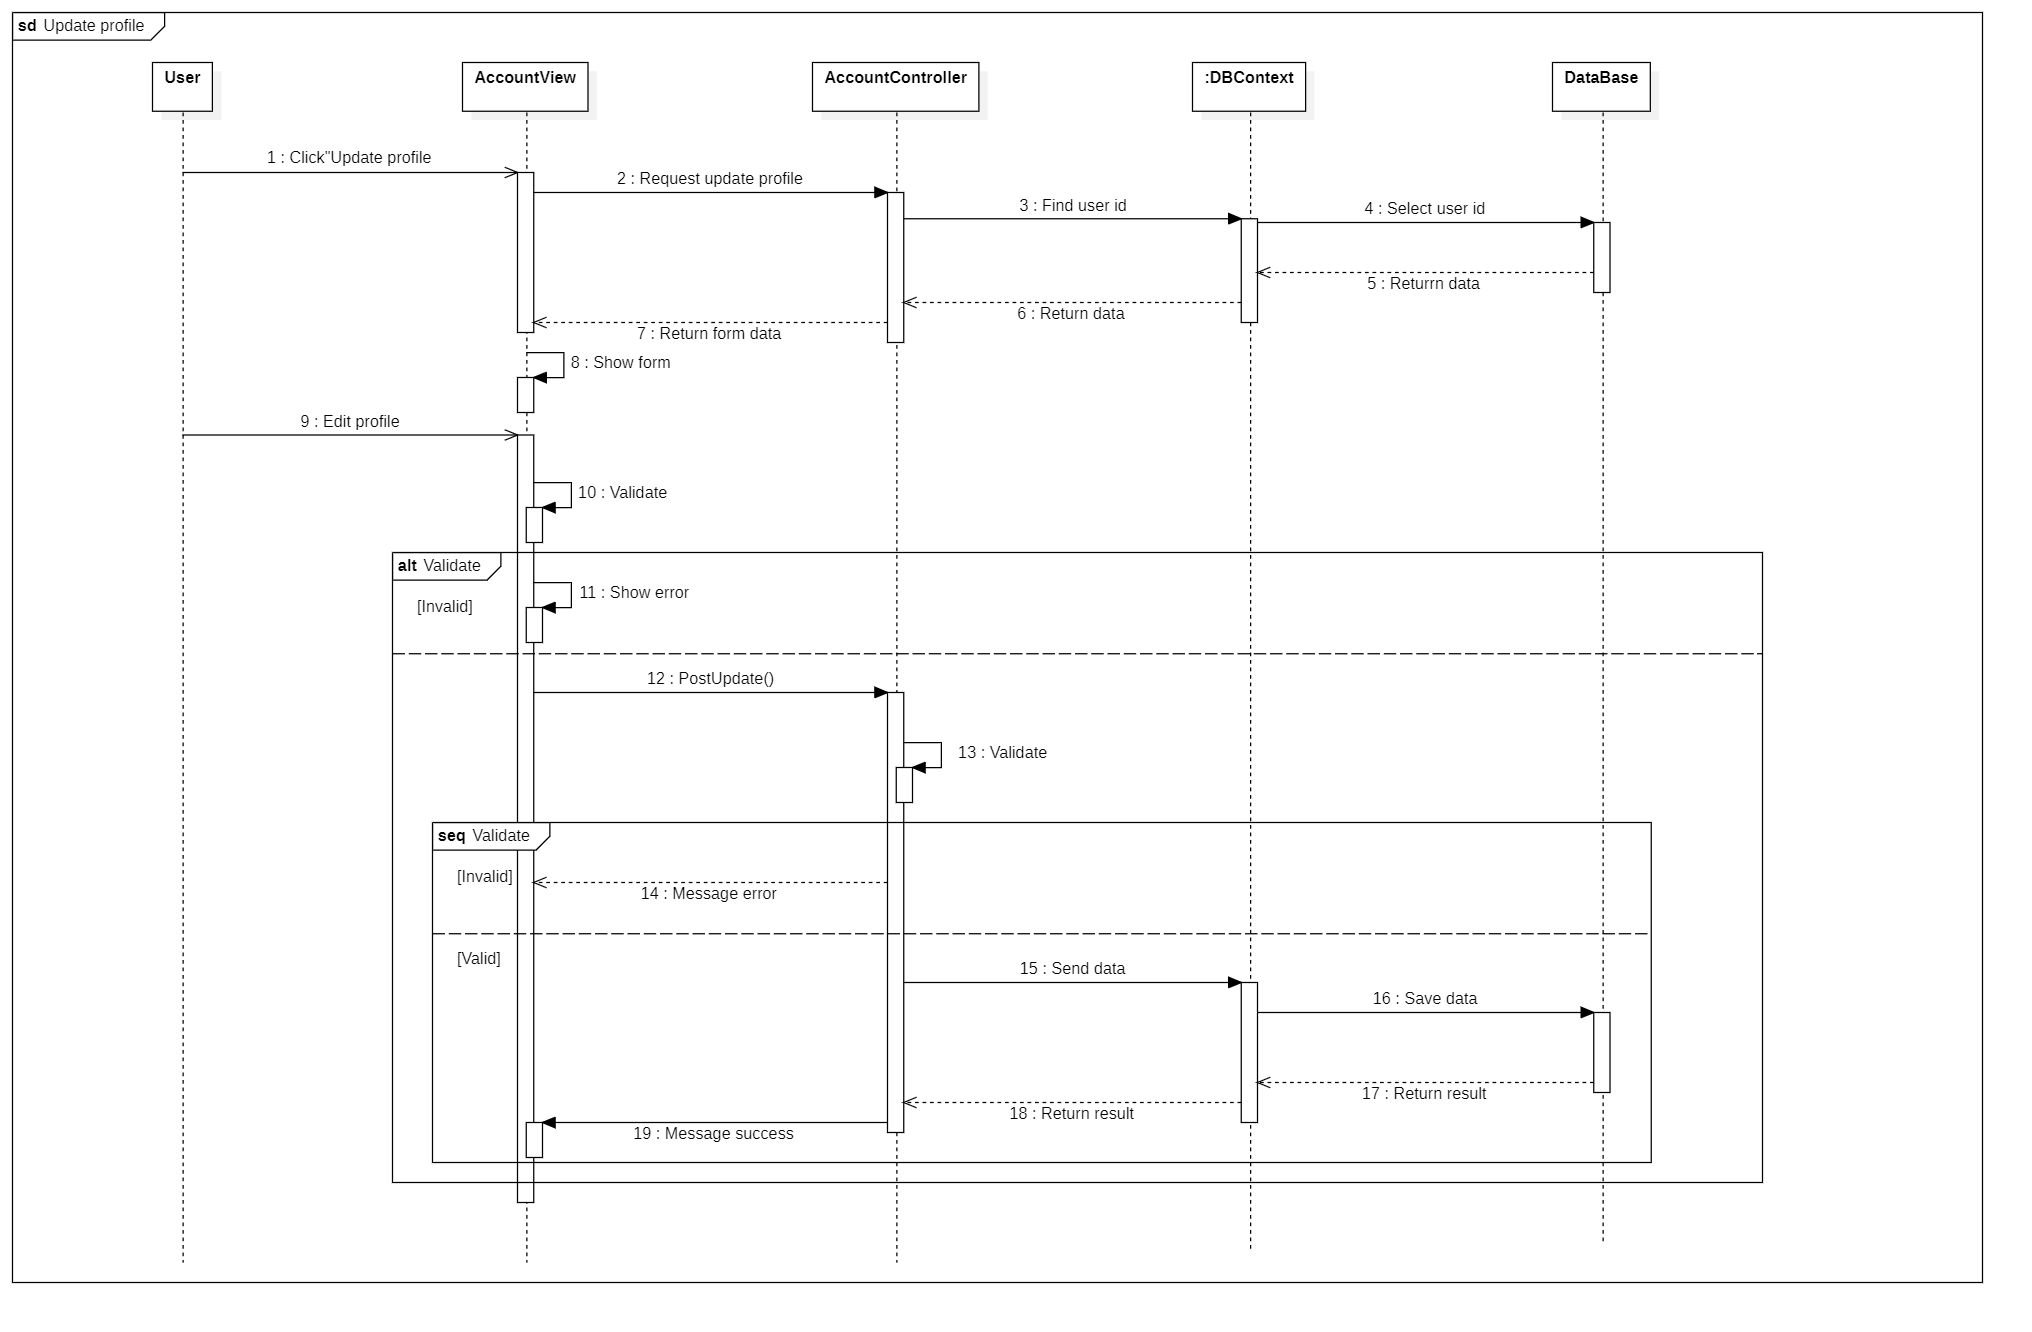 sd Update profile
User
AccountView
AccountController
:DBContext
DataBase
1 : Click"Update profile
2 : Request update profile
3 : Find user id
4 : Select user id
5 : Returrn data
6 : Return data
7 : Return form data
8 : Show form
9 : Edit profile
10 : Validate
alt Validate
[Invalid]
11 : Show error
12 : PostUpdate()
13 : Validate
seq Validate
[Invalid]
14 : Message error
[Valid]
15 : Send data
16 : Save data
17 : Return result
18 : Return result
19 : Message success